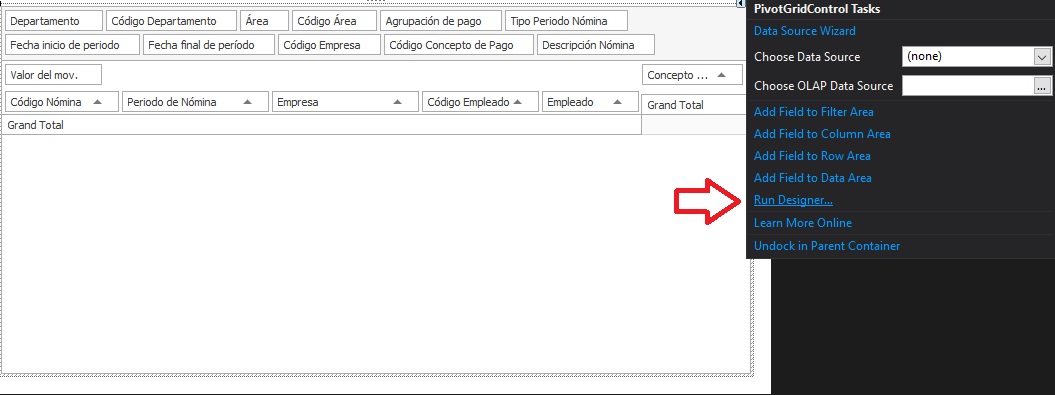 Departamento Código Departamento Área Código Área Agrupación de pago Tipo Periodo Nómina
Fecha inicio de periodo Fecha final de período Código Empresa Código Concepto de Pago Descripción Nómina
Valor del mov. Concepto ...
Código Nómina Periodo de Nómina Empresa Código Empleado Empleado Grand Total
Grand Total
PivotGridControl Tasks
Data Source Wizard
Choose Data Source (none)
Choose OLAP Data Source ...
Add Field to Filter Area
Add Field to Column Area
Add Field to Row Area
Add Field to Data Area
Run Designer...
Learn More Online
Undock in Parent Container